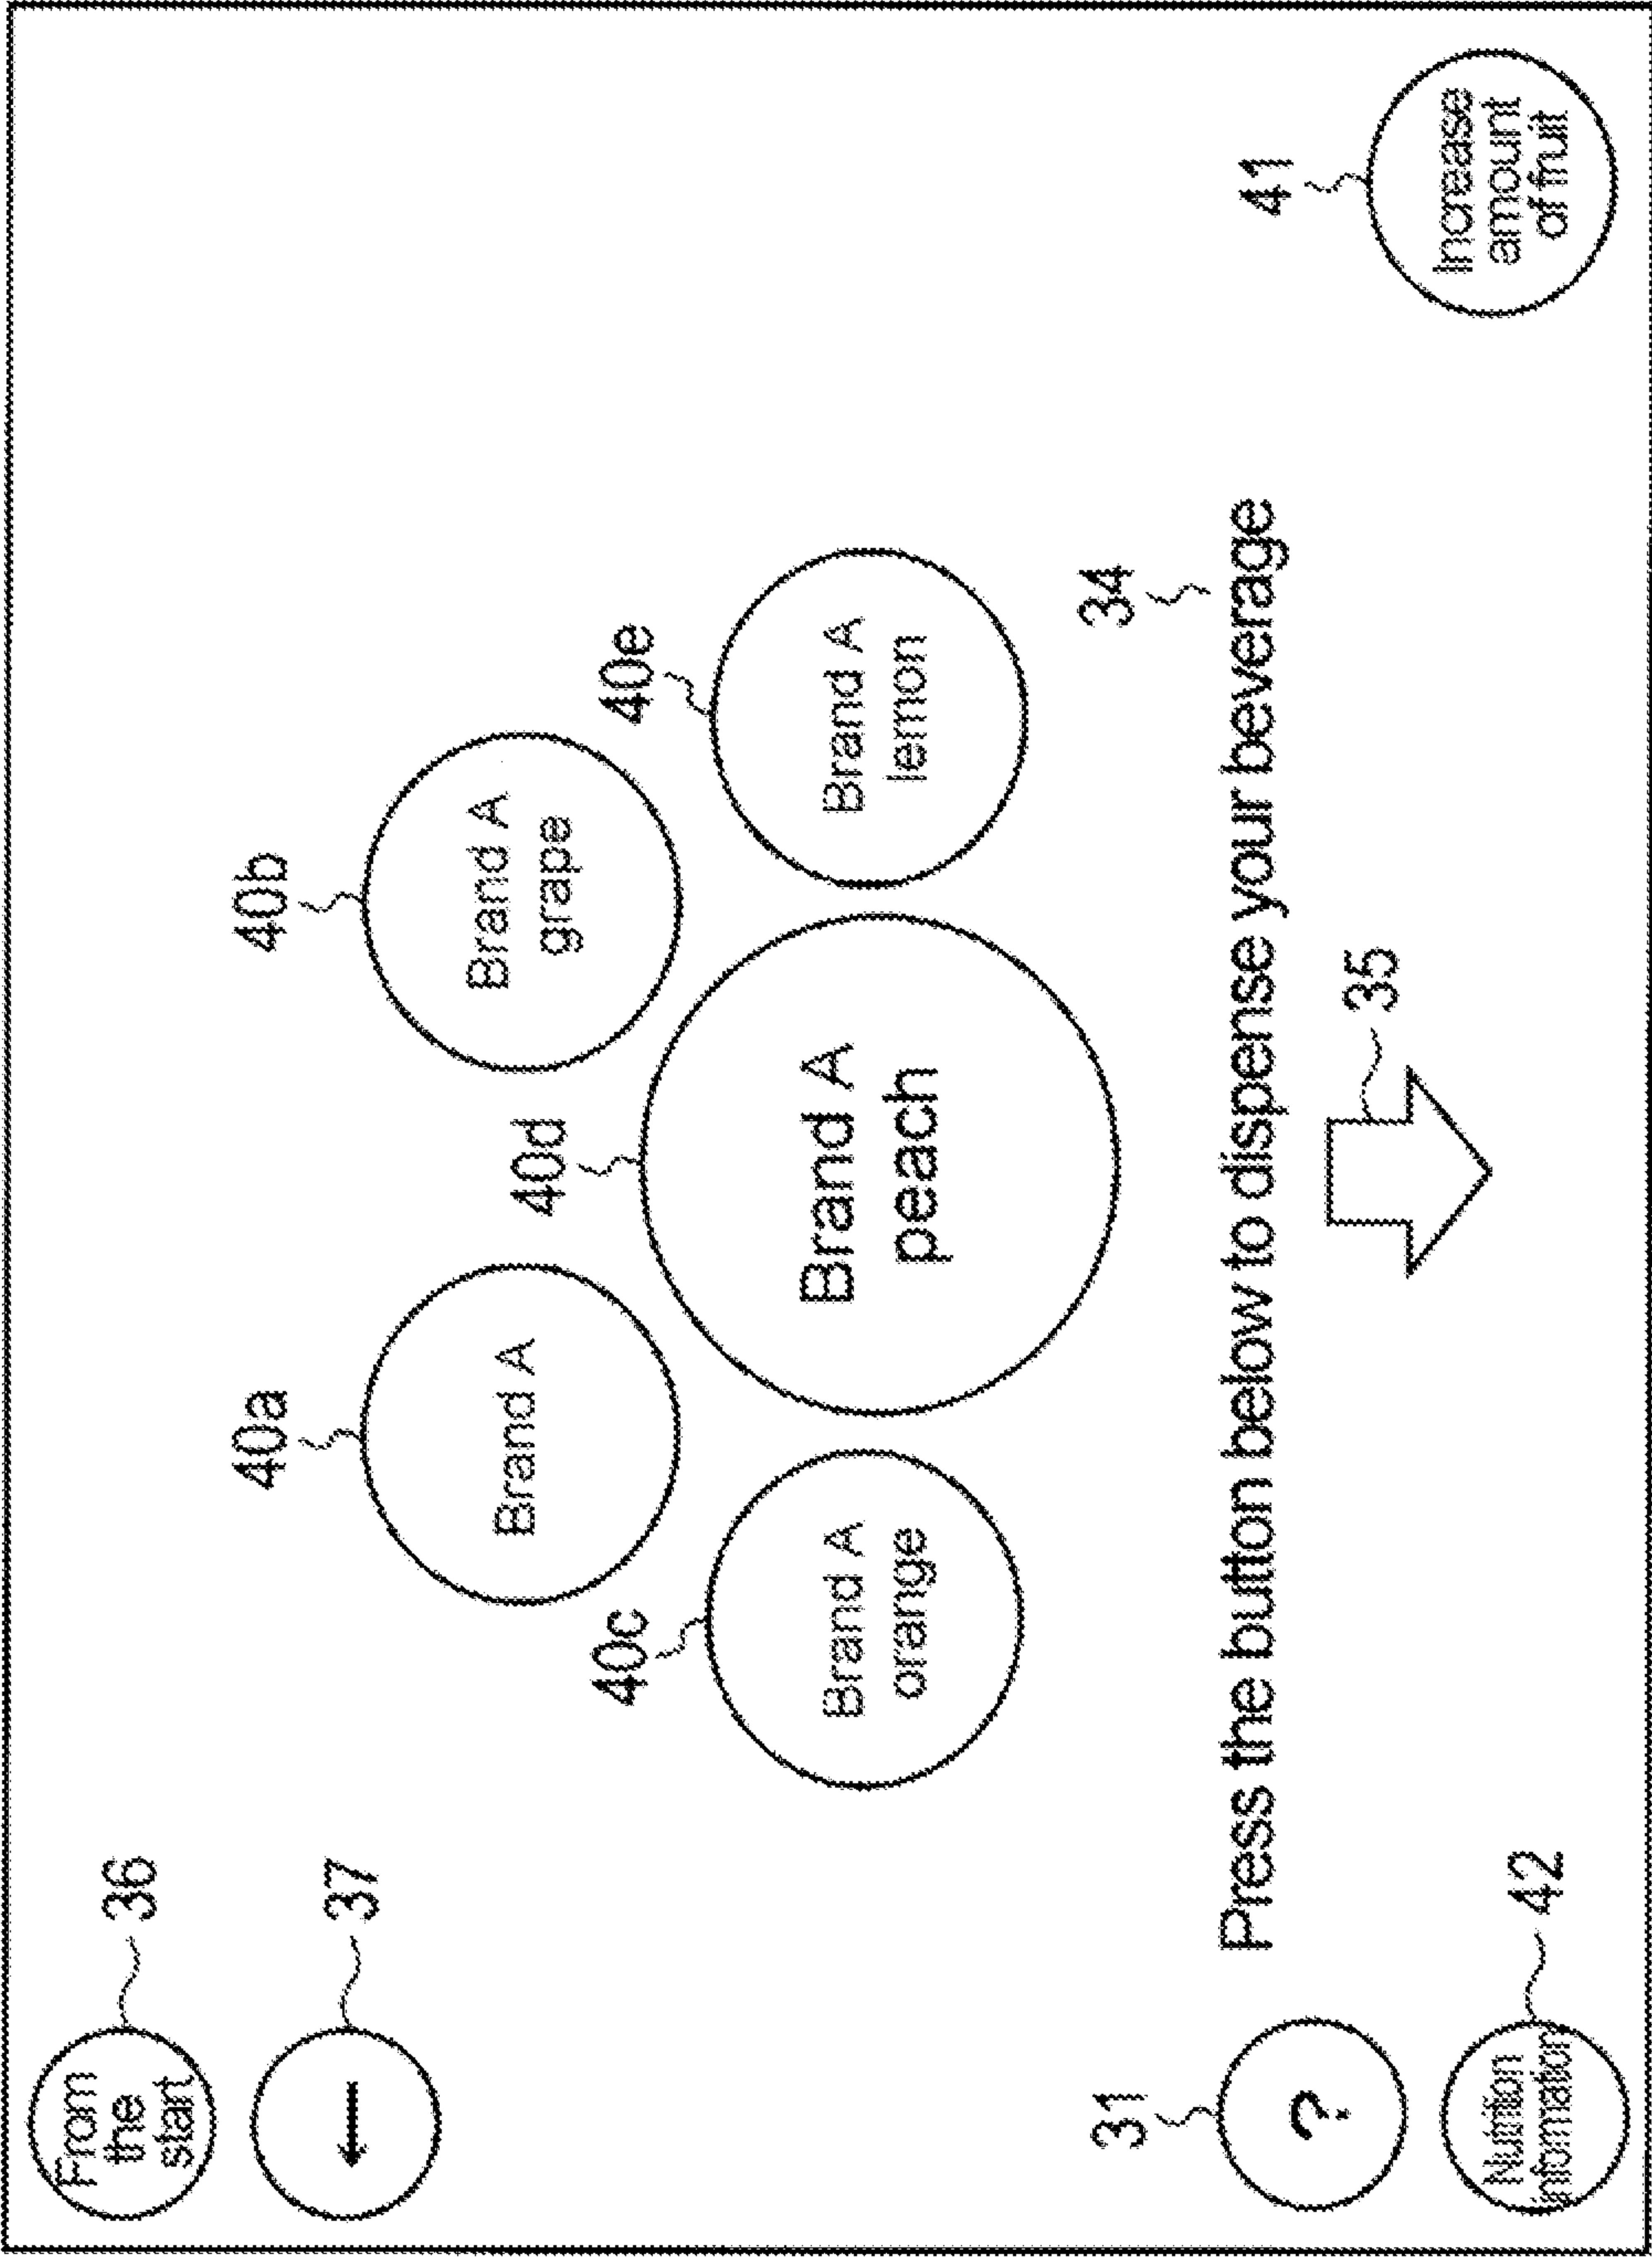 From
the
start
36
37
←
40a
Brand A
40b
Brand A
grape
40c
Brand A
orange
40d
Brand A
peach
40e
Brand A
lemon
34
Press the button below to dispense your beverage
35
31
?
Nutrition
information
42
41
Increase
amount
of fruit